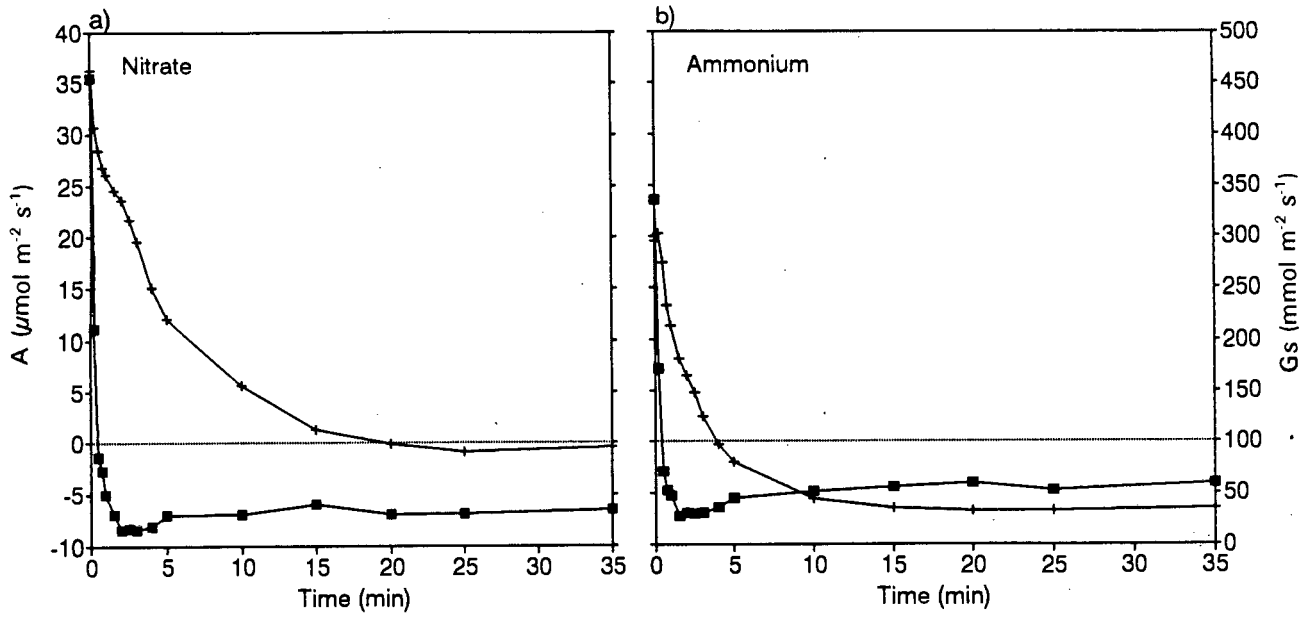 a)
Nitrate
40
35
30
25
20
15
10
5
0
-5
-10
A (μmol m-2 s-1)
0 5 10 15 20 25 30 35
Time (min)
b)
Ammonium
500
450
400
350
300
250
200
150
100
50
0
Gs (mmol m-2 s-1)
0 5 10 15 20 25 30 35
Time (min)